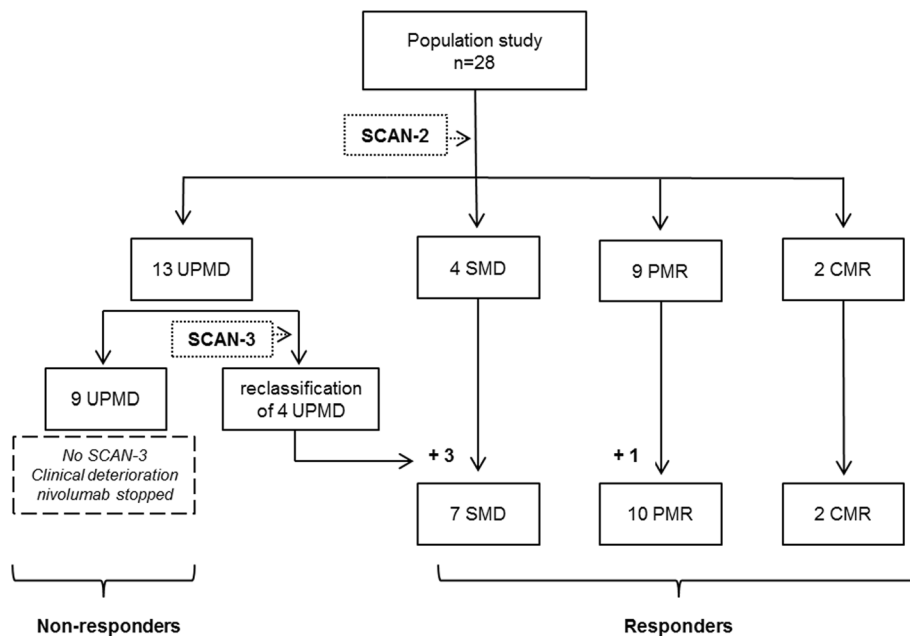 Population study
n=28
SCAN-2
13 UPMD
4 SMD
9 PMR
2 CMR
SCAN-3
9 UPMD
reclassification
of 4 UPMD
No SCAN-3
Clinical deterioration
nivolumab stopped
+ 3
+ 1
7 SMD
10 PMR
2 CMR
Non-responders
Responders